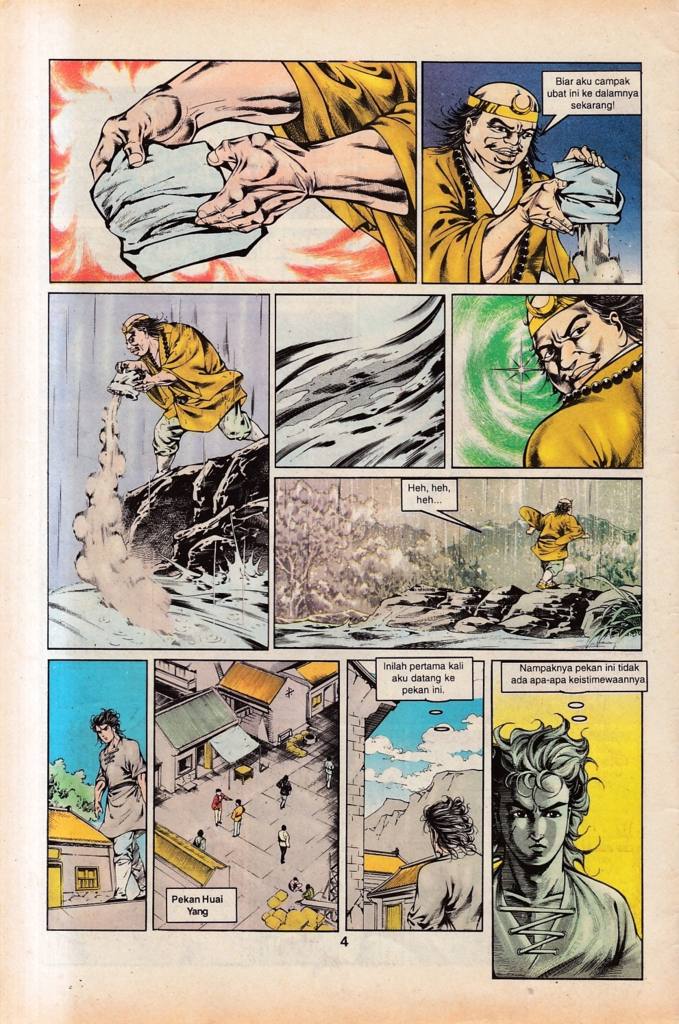 Biar aku campak
ubat ini ke dalamnya
sekarang!
Heh, heh,
heh...
Pekan Huai
Yang
Inilah pertama kali
aku datang ke
pekan ini.
Nampaknya pekan ini tidak
ada apa-apa keistimewaannya.
4